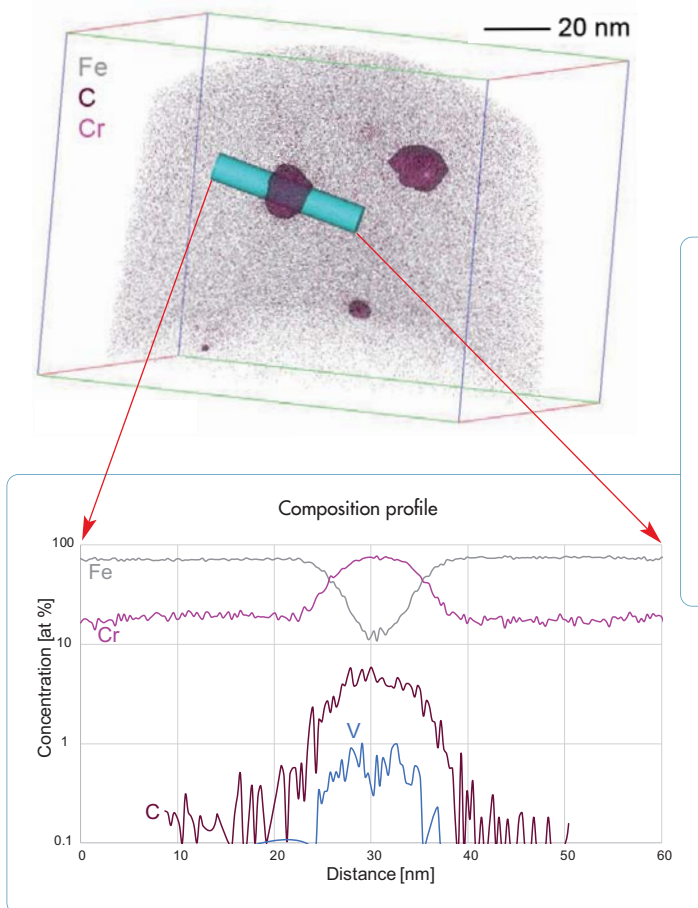 20 nm
Fe
C
Cr
Composition profile
100
Fe
Cr
10
Concentration [at %]
V
1
C
0.1
0 10 20 30 40 50 60
Distance [nm]